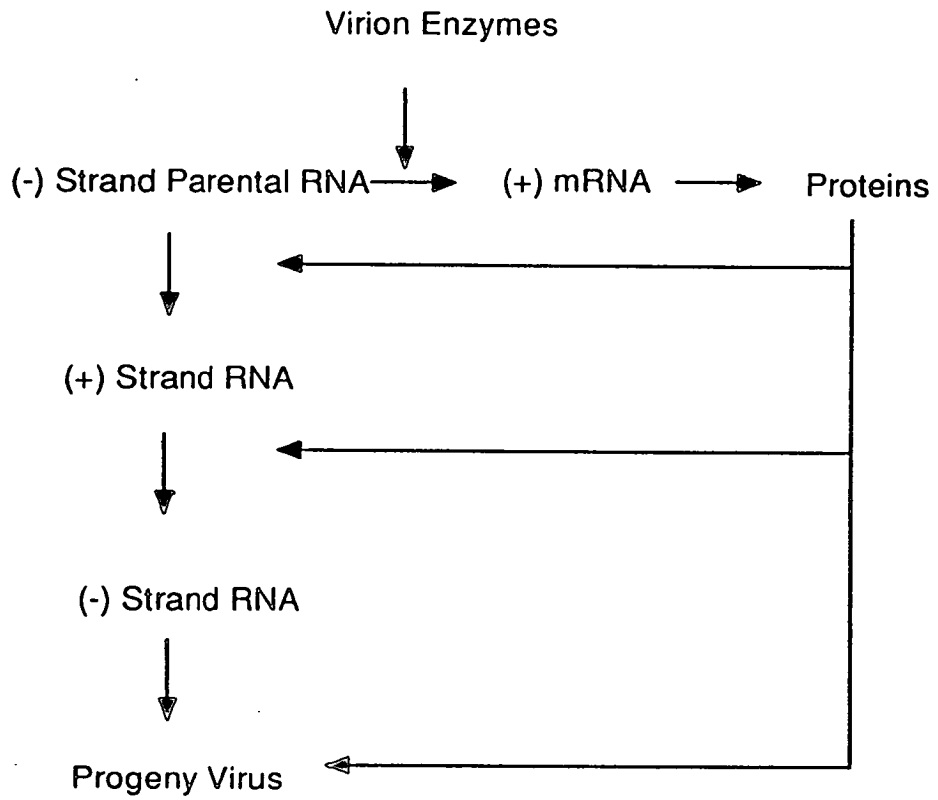 Virion Enzymes
(-) Strand Parental RNA (+) mRNA Proteins
(+) Strand RNA
(-) Strand RNA
Progeny Virus